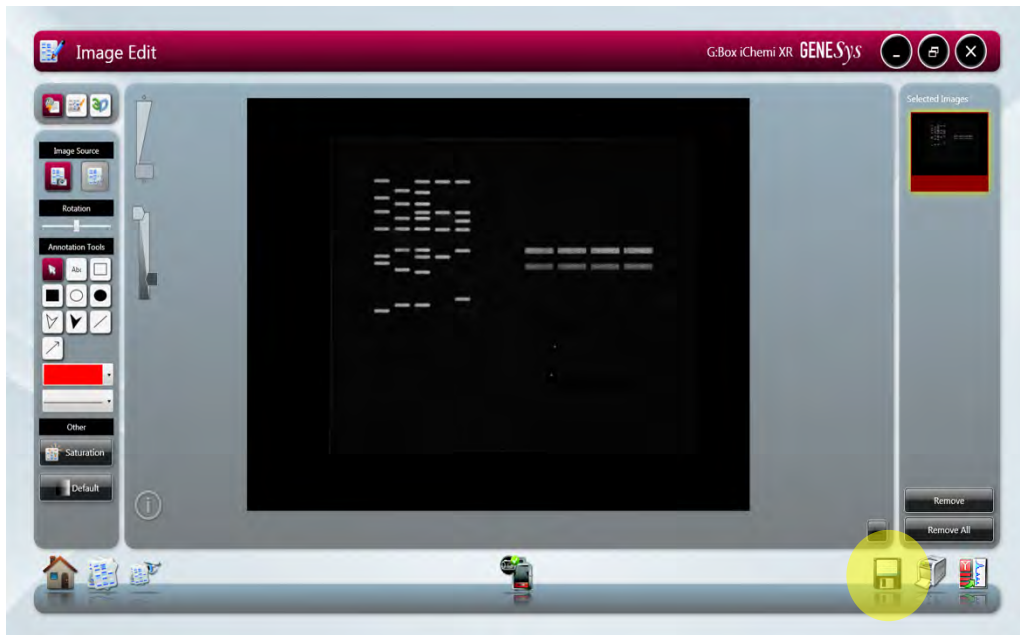 Image Edit
G:Box iChemi XR GENESys
Selected Images
Image Source
Rotation
Annotation Tools
Abc
Other
Saturation
Default
Remove
Remove All